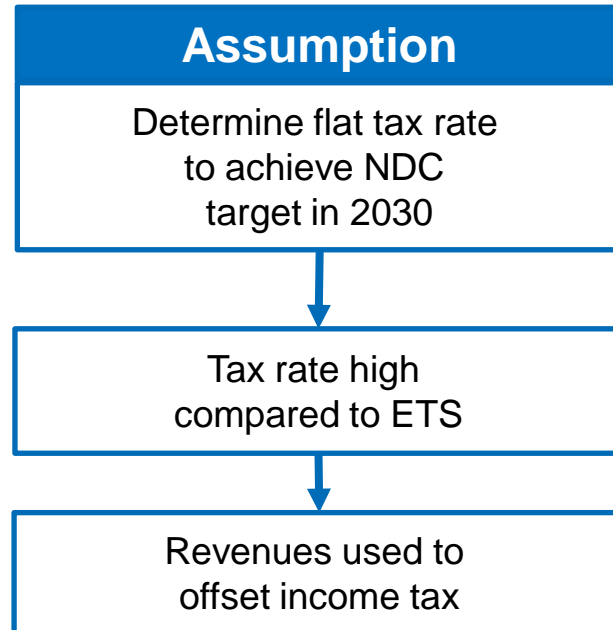 Assumption
Determine flat tax rate
to achieve NDC
target in 2030
Tax rate high
compared to ETS
Revenues used to
offset income tax